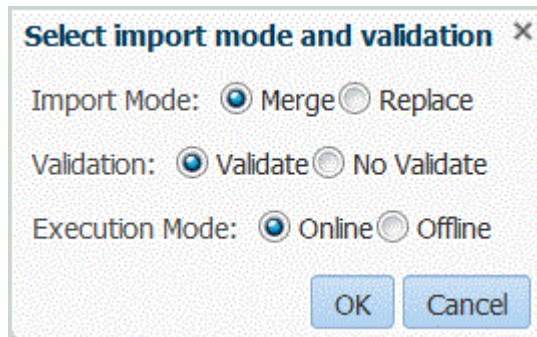 Select import mode and validation
Import Mode: Merge Replace
Validation: Validate No Validate
Execution Mode: Online Offline
OK Cancel